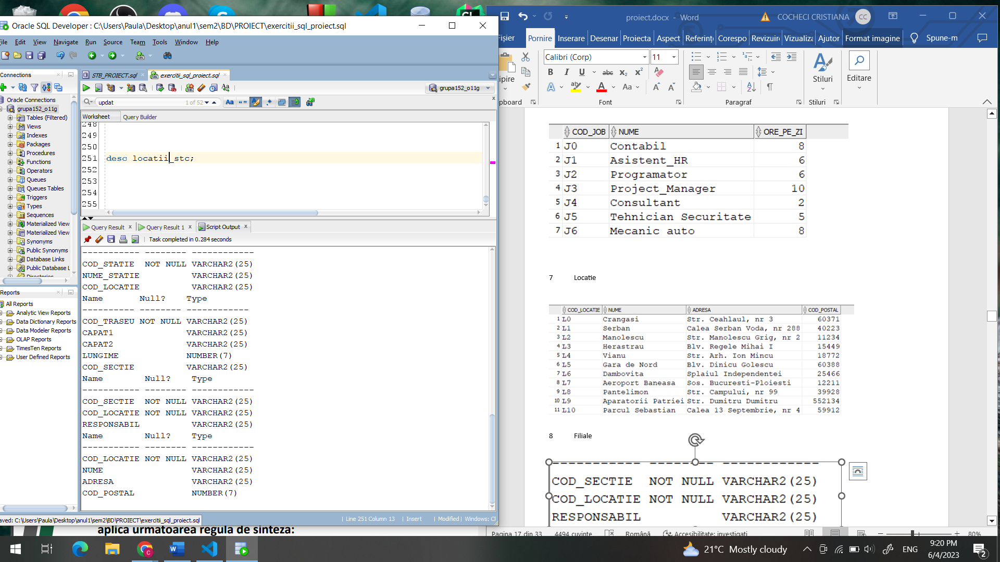 Oracle SQL Developer : C:\Users\Paula\Desktop\anul1\sem2\BD\PROIECT\exercitii_sql_proiect.sql
File Edit View Navigate Run Source Team Tools Window Help
Connections
Oracle Connections
grupa152_o11g
Tables (Filtered)
Views
Indexes
Packages
Procedures
Functions
Operators
Queues
Queues Tables
Triggers
Types
Sequences
Materialized View
Materialized View
Synonyms
Public Synonyms
Database Links
Public Database L
Directories
Reports
All Reports
Analytic View Reports
Data Dictionary Reports
Data Modeler Reports
OLAP Reports
TimesTen Reports
User Defined Reports
STB_PROIECT.sql
exercitii_sql_proiect.sql
grupa152_o11g
updat
1 of 52
Worksheet Query Builder
248
249
250
251 desc locatii_stc;
252
253
254
255
Query Result x Query Result 1 x Script Output x
Task completed in 0.284 seconds
----------- -------- ------------
COD_STATIE NOT NULL VARCHAR2(25)
NUME_STATIE VARCHAR2(25)
COD_LOCATIE VARCHAR2(25)
Name Null? Type
---------- -------- ------------
COD_TRASEU NOT NULL VARCHAR2(25)
CAPAT1 VARCHAR2(25)
CAPAT2 VARCHAR2(25)
LUNGIME NUMBER(7)
COD_SECTIE VARCHAR2(25)
Name Null? Type
----------- -------- ------------
COD_SECTIE NOT NULL VARCHAR2(25)
COD_LOCATIE NOT NULL VARCHAR2(25)
RESPONSABIL VARCHAR2(25)
Name Null? Type
----------- -------- ------------
COD_LOCATIE NOT NULL VARCHAR2(25)
NUME VARCHAR2(25)
ADRESA VARCHAR2(25)
COD_POSTAL NUMBER(7)
aved: C:\Users\Paula\Desktop\anul1\sem2\BD\PROIECT\exercitii_sql_proiect.sql
| Line 251 Column 13 | Insert | Modified | Windows: CF
aplica urmatoarea regula de sinteza:
proiect.docx - Word
COCHECI CRISTIANA CC
Fișier Pornire Inserare Desenar Proiecta Aspect Referințe Corespo Revizuir Vizualiza Ajutor Format imagine Spune-m
ipire
Calibri (Corp) 11
B I U abc x₂ x²
A A Aa A A
Stiluri
Editare
pboard Font Paragraf Stiluri
COD_JOB NUME ORE_PE_ZI
1 J0 Contabil 8
2 J1 Asistent_HR 6
3 J2 Programator 6
4 J3 Project_Manager 10
5 J4 Consultant 2
6 J5 Tehnician Securitate 5
7 J6 Mecanic auto 8
7 Locatie
COD_LOCATIE NUME ADRESA COD_POSTAL
1 L0 Crangasi Str. Ceahlaul, nr 3 60371
2 L1 Serban Calea Serban Voda, nr 288 40223
3 L2 Manolescu Str. Manolescu Grig, nr 2 11234
4 L3 Herastrau Blv. Regele Mihai I 15449
5 L4 Vianu Str. Arh. Ion Mincu 18772
6 L5 Gara de Nord Blv. Dinicu Golescu 60388
7 L6 Dambovita Splaiul Independentei 25466
8 L7 Aeroport Baneasa Sos. Bucuresti-Ploiesti 12211
9 L8 Pantelimon Str. Campului, nr 99 39928
10 L9 Aparatorii Patriei Str. Dumitru Dumitru 552134
11 L10 Parcul Sebastian Calea 13 Septembrie, nr 4 59912
8 Filiale
----------- -------- ------------
COD_SECTIE NOT NULL VARCHAR2(25)
COD_LOCATIE NOT NULL VARCHAR2(25)
RESPONSABIL VARCHAR2(25)
Pagina 17 din 33 4494 cuvinte Română Accesibilitate: investigați 80%
21°C Mostly cloudy
ENG
9:20 PM
6/4/2023
2